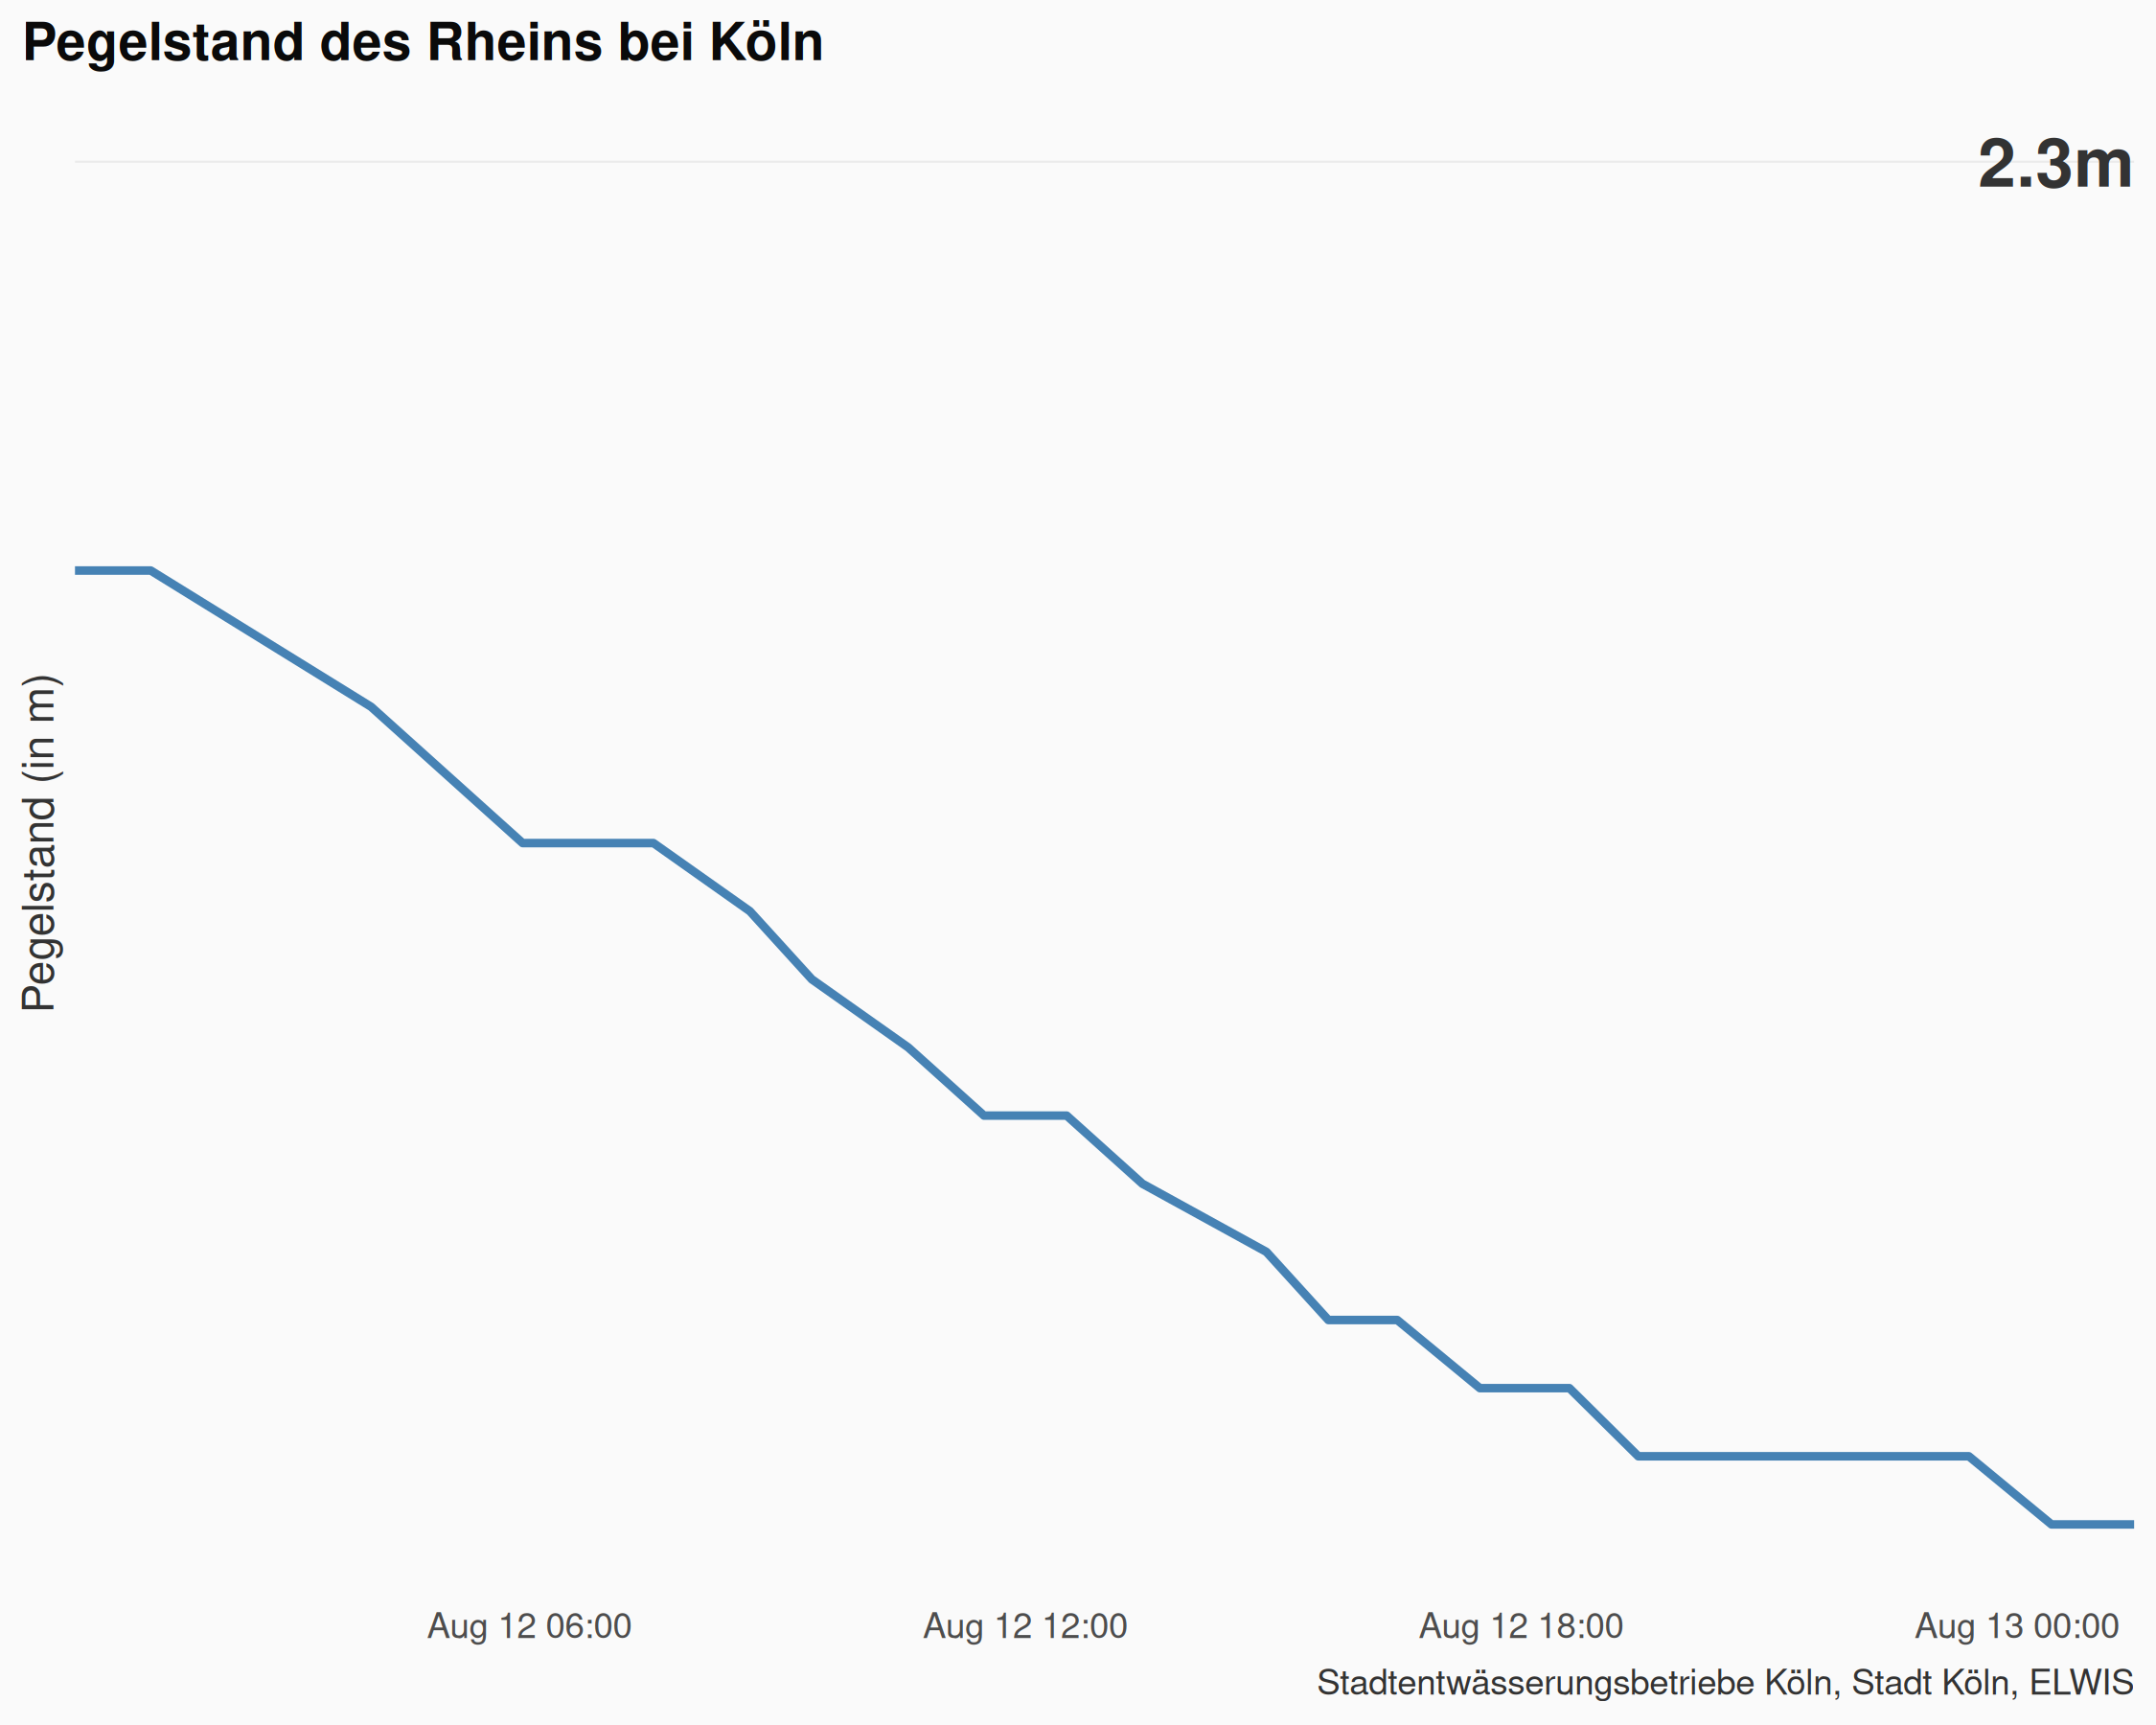 Pegelstand des Rheins bei Köln
2.3m
Pegelstand (in m)
Aug 12 06:00 Aug 12 12:00 Aug 12 18:00 Aug 13 00:00
Stadtentwässerungsbetriebe Köln, Stadt Köln, ELWIS